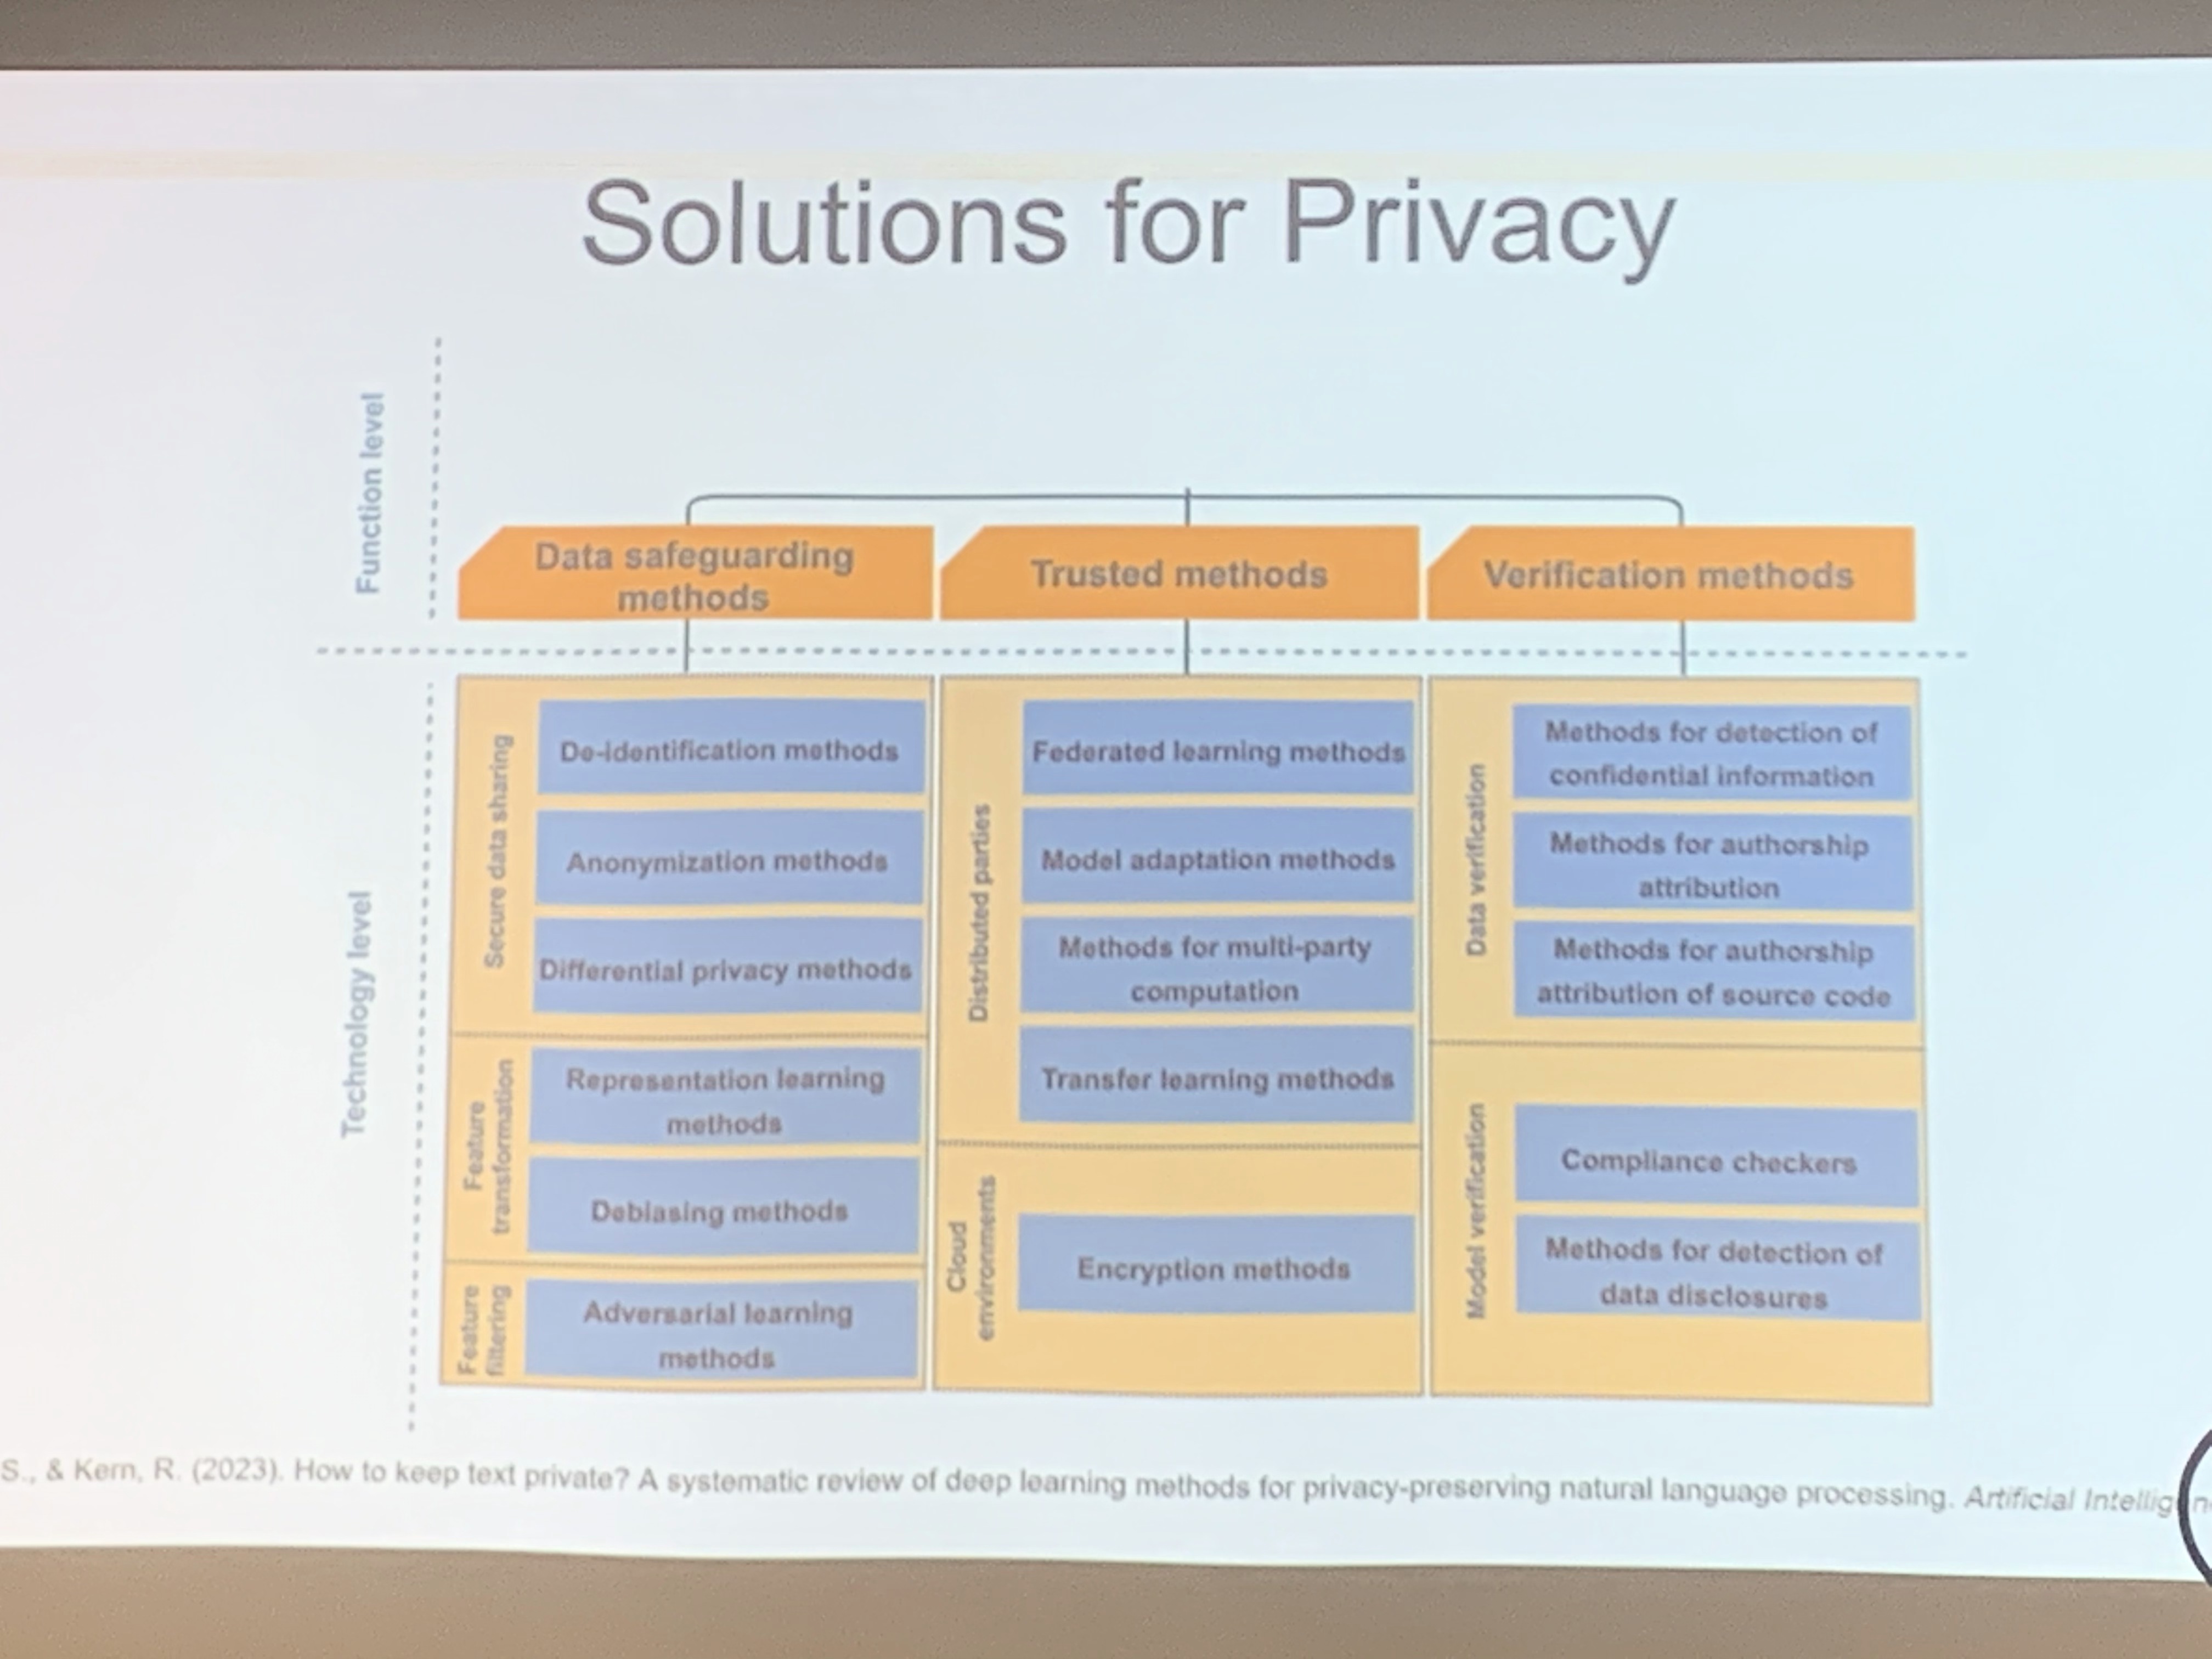 Solutions for Privacy
Function level
Data safeguarding
methods
Trusted methods
Verification methods
Technology level
Secure data sharing
De-identification methods
Anonymization methods
Differential privacy methods
Feature
transformation
Representation learning
methods
Debiasing methods
Feature
filtering
Adversarial learning
methods
Distributed parties
Federated learning methods
Model adaptation methods
Methods for multi-party
computation
Transfer learning methods
Cloud
environments
Encryption methods
Data verification
Methods for detection of
confidential information
Methods for authorship
attribution
Methods for authorship
attribution of source code
Model verification
Compliance checkers
Methods for detection of
data disclosures
S., & Kern, R. (2023). How to keep text private? A systematic review of deep learning methods for privacy-preserving natural language processing. Artificial